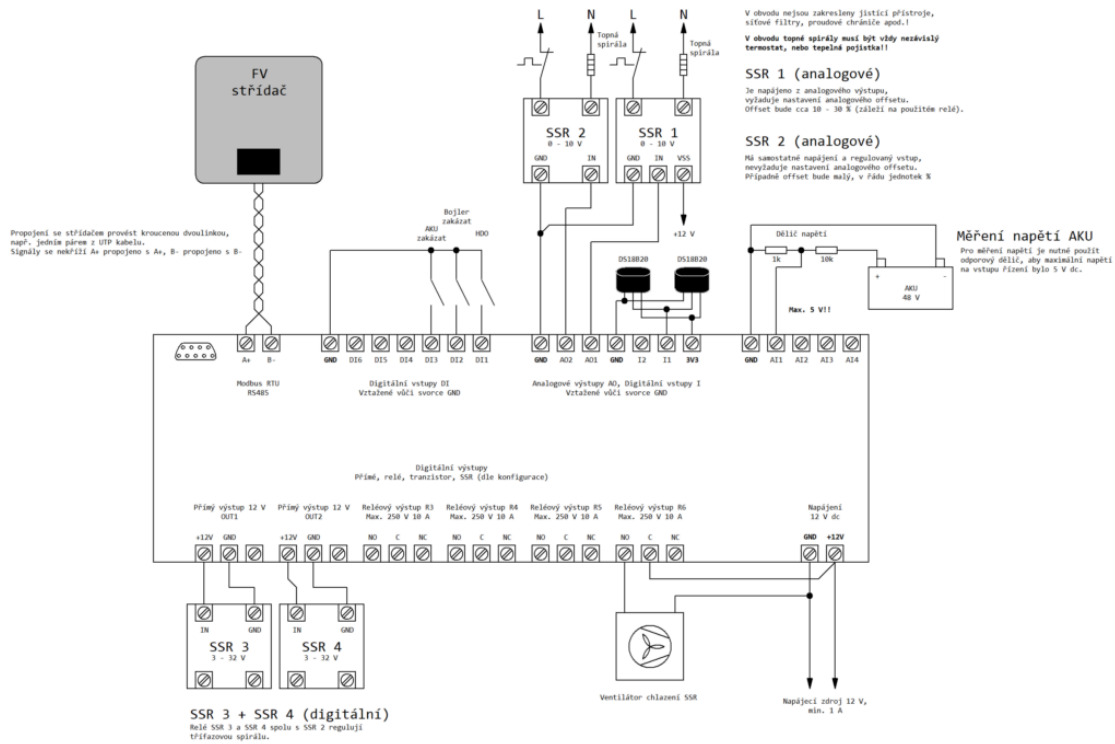 L
N
L
N
Topná
spirála
Topná
spirála
V obvodu nejsou zakresleny jistící přístroje,
síťové filtry, proudové chrániče apod.!
V obvodu topné spirály musí být vždy nezávislý
termostat, nebo tepelná pojistka!!
SSR 1 (analogové)
Je napájeno z analogového výstupu,
vyžaduje nastavení analogového offsetu.
Offset bude cca 10 - 30 % (záleží na použitém relé).
SSR 2 (analogové)
Má samostatné napájení a regulovaný vstup,
nevyžaduje nastavení analogového offsetu.
Případně offset bude malý, v řádu jednotek %
FV
střídač
SSR 2
0 - 10 V
GND
IN
SSR 1
0 - 10 V
GND
IN
VSS
+12 V
Propojení se střídačem provést kroucenou dvoulinkou,
např. jedním párem z UTP kabelu.
Signály se nekříží A+ propojeno s A+, B- propojeno s B-
AKU
zakázat
Bojler
zakázat
HDO
DS18B20
DS18B20
Dělič napětí
1k
10k
+
-
AKU
48 V
Max. 5 V!!
Měření napětí AKU
Pro měření napětí je nutné použít
odporový dělič, aby maximální napětí
na vstupu řízení bylo 5 V dc.
A+
B-
GND
DI6
DI5
DI4
DI3
DI2
DI1
GND
AO2
AO1
GND
I2
I1
3V3
GND
AI1
AI2
AI3
AI4
Modbus RTU
RS485
Digitální vstupy DI
Vztažené vůči svorce GND
Analogové výstupy AO, Digitální vstupy I
Vztažené vůči svorce GND
Digitální výstupy
Přímé, relé, tranzistor, SSR (dle konfigurace)
Přímý výstup 12 V
OUT1
Přímý výstup 12 V
OUT2
Reléový výstup R3
Max. 250 V 10 A
Reléový výstup R4
Max. 250 V 10 A
Reléový výstup R5
Max. 250 V 10 A
Reléový výstup R6
Max. 250 V 10 A
Napájení
12 V dc
+12V
GND
+12V
GND
NO
C
NC
NO
C
NC
NO
C
NC
NO
C
NC
GND
+12V
IN
GND
SSR 3
3 - 32 V
IN
GND
SSR 4
3 - 32 V
Ventilátor chlazení SSR
Napájecí zdroj 12 V,
min. 1 A
SSR 3 + SSR 4 (digitální)
Relé SSR 3 a SSR 4 spolu s SSR 2 regulují
třífazovou spirálu.